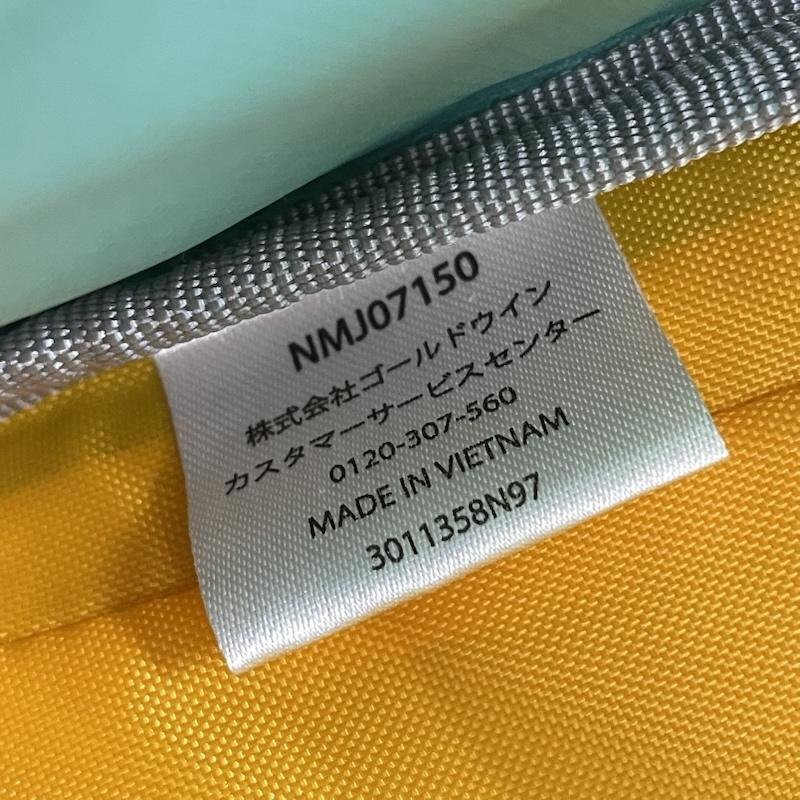 NMJ07150
株式会社ゴールドウイン
カスタマーサービスセンター
0120-307-560
MADE IN VIETNAM
3011358N97